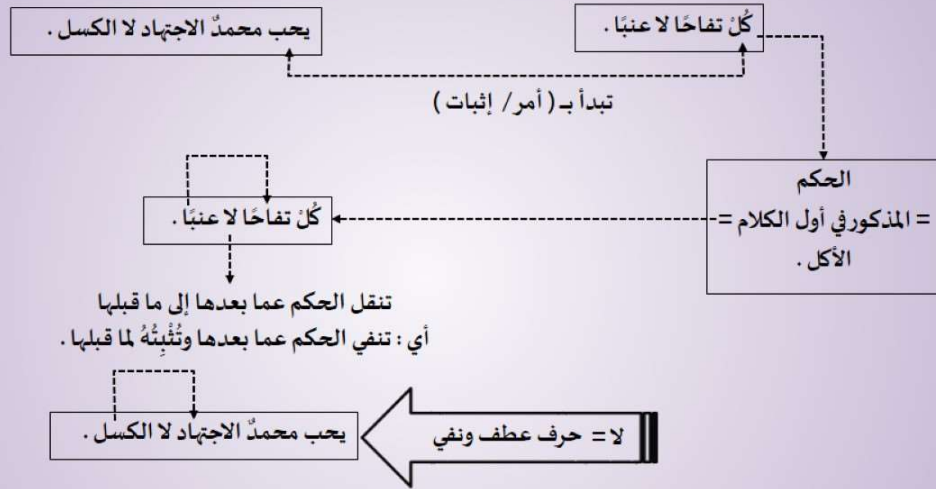 كُلْ تفاحًا لا عنبًا .
يحب محمدٌ الاجتهاد لا الكسل .
تبدأ بـ ( أمر / إثبات )
الحكم
= المذكور في أول الكلام =
الأكل .
كُلْ تفاحًا لا عنبًا .
تنقل الحكم عما بعدها إلى ما قبلها
أي : تنفي الحكم عما بعدها وتُثْبِتُهُ لما قبلها .
لا = حرف عطف ونفي
يحب محمدٌ الاجتهاد لا الكسل .